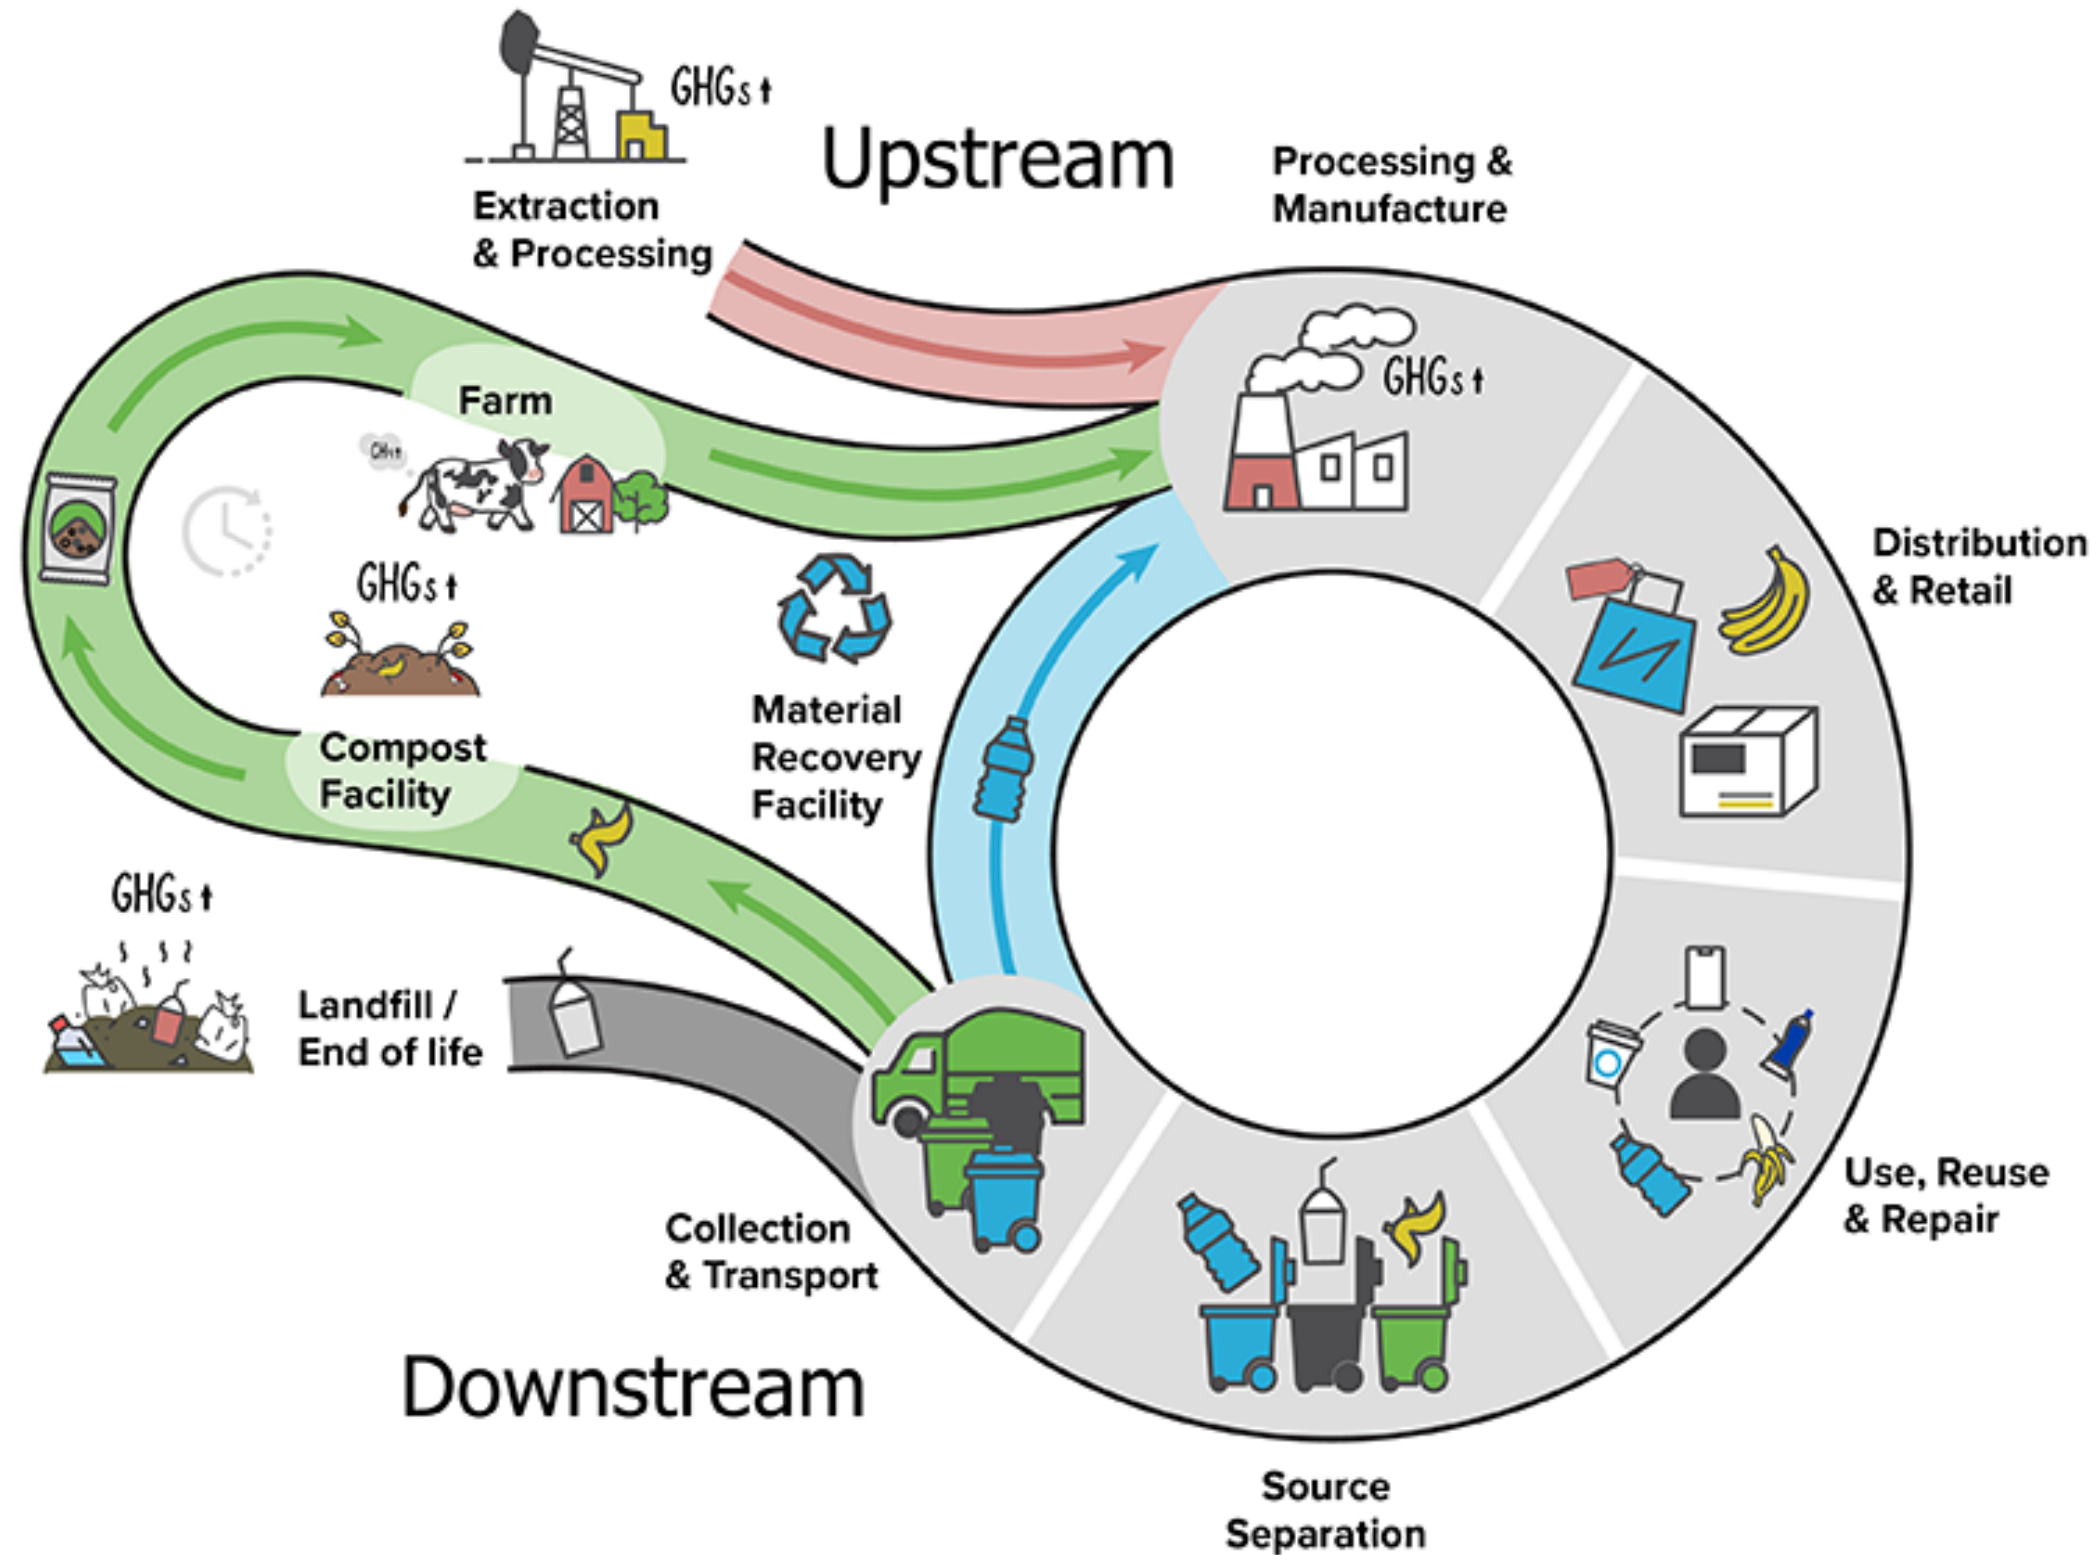 GHGs↑
Upstream
Extraction
& Processing
Processing &
Manufacture
GHGs↑
Farm
CH₄↑
GHGs↑
Distribution
& Retail
Material
Recovery
Facility
Compost
Facility
GHGs↑
Landfill /
End of life
Use, Reuse
& Repair
Collection
& Transport
Downstream
Source
Separation